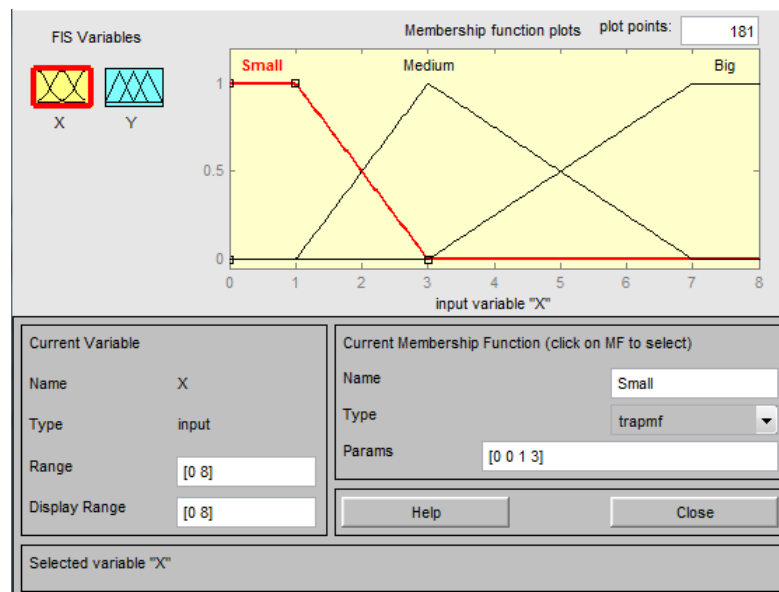 FIS Variables
Membership function plots plot points: 181
Small Medium Big
X Y
1
0.5
0
0 1 2 3 4 5 6 7 8
input variable "X"
Current Variable
Name X
Type input
Range [0 8]
Display Range [0 8]
Current Membership Function (click on MF to select)
Name Small
Type trapmf
Params [0 0 1 3]
Help Close
Selected variable "X"